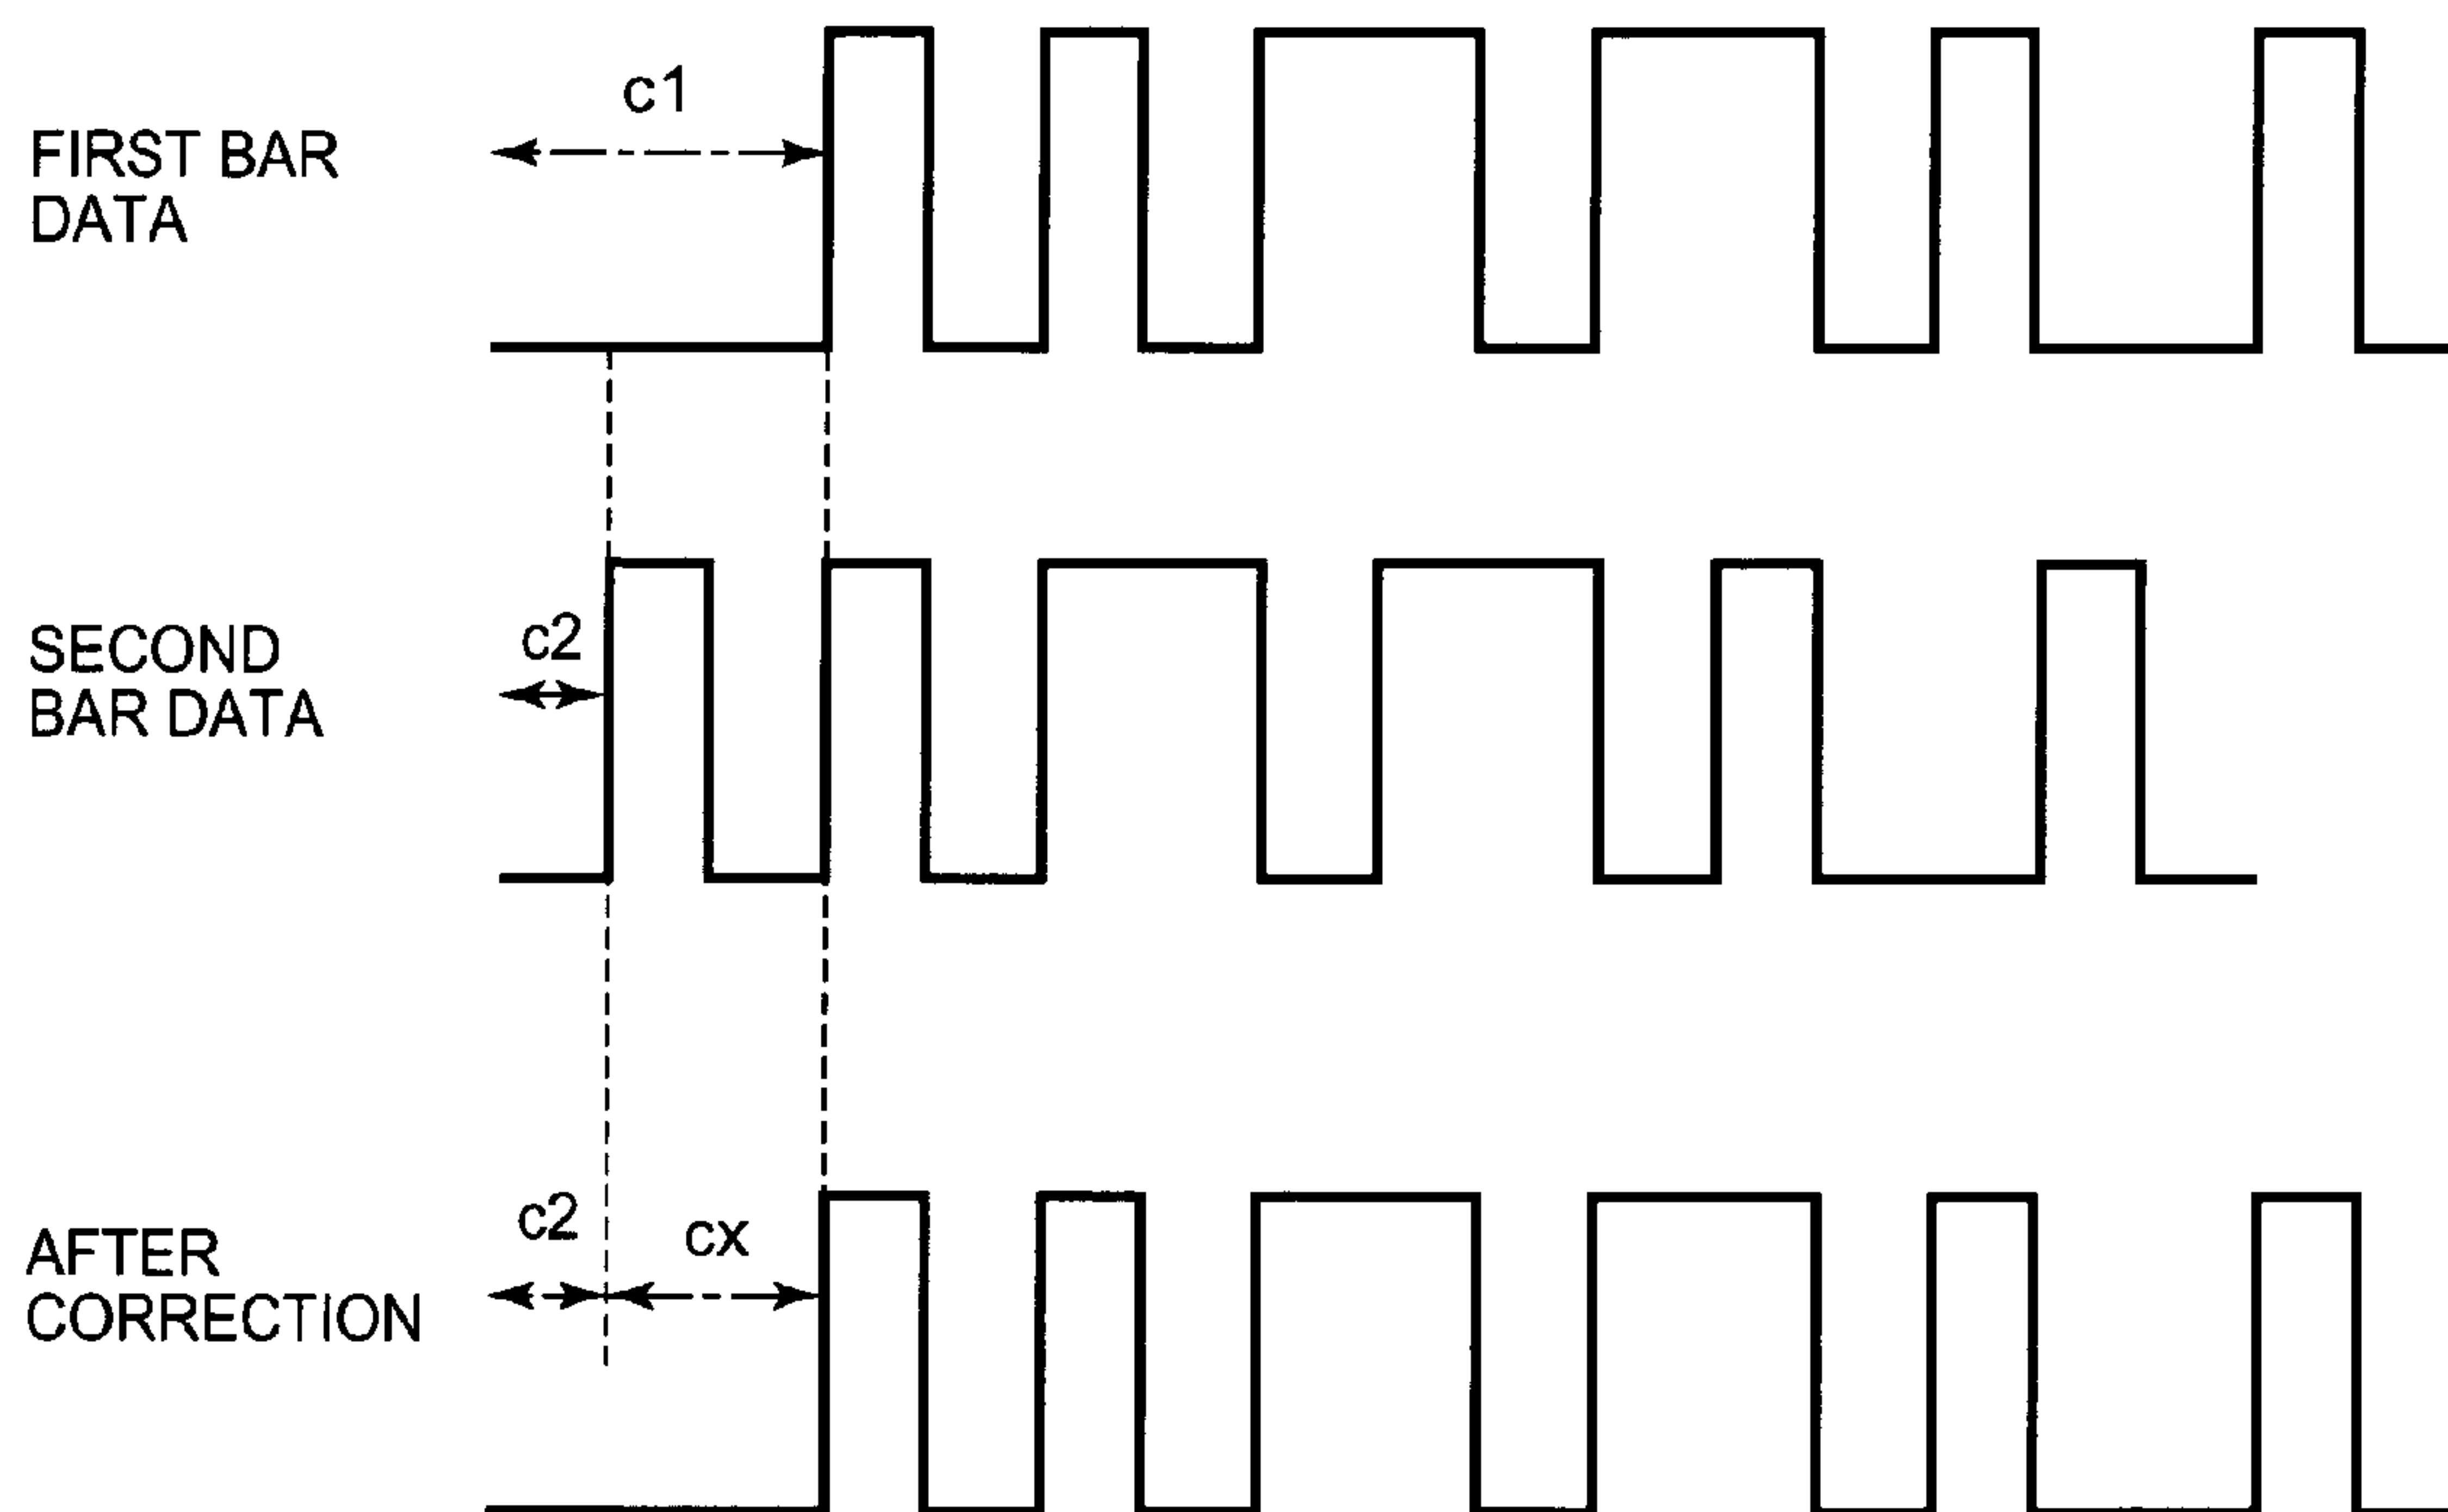 c1
FIRST BAR
DATA
c2
SECOND
BAR DATA
c2
cx
AFTER
CORRECTION